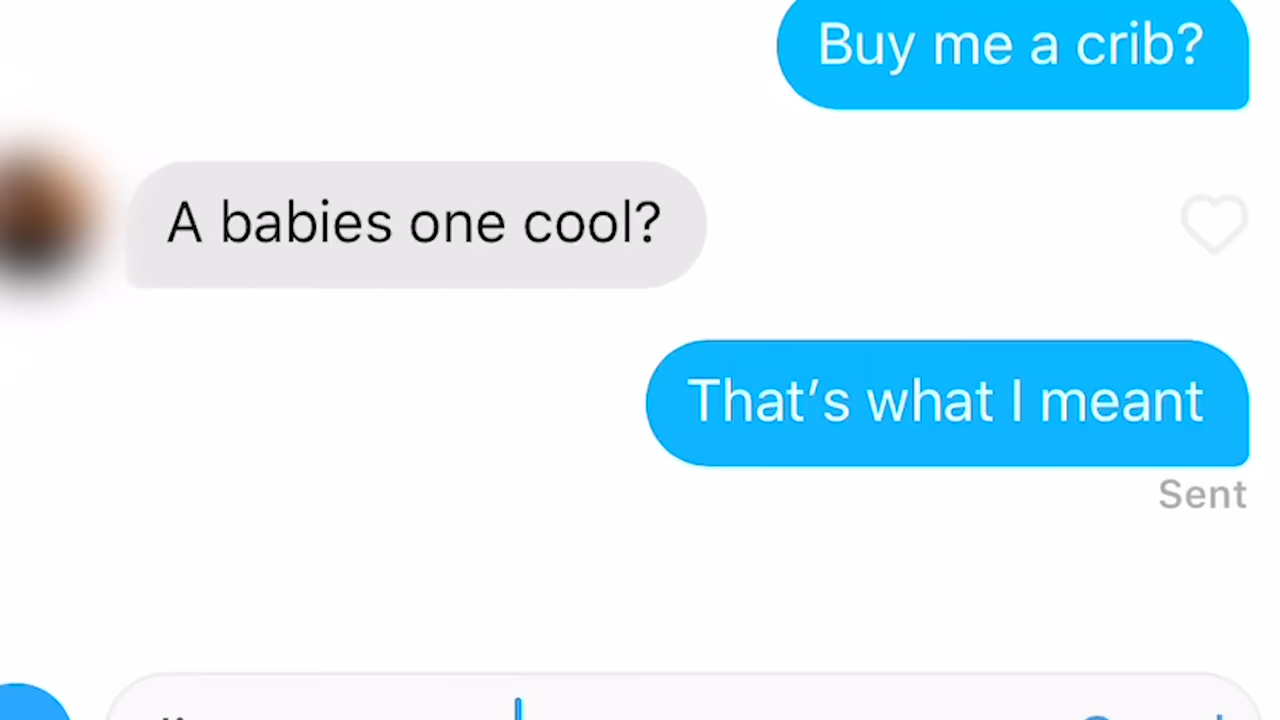 Buy me a crib?
A babies one cool?
That’s what I meant
Sent